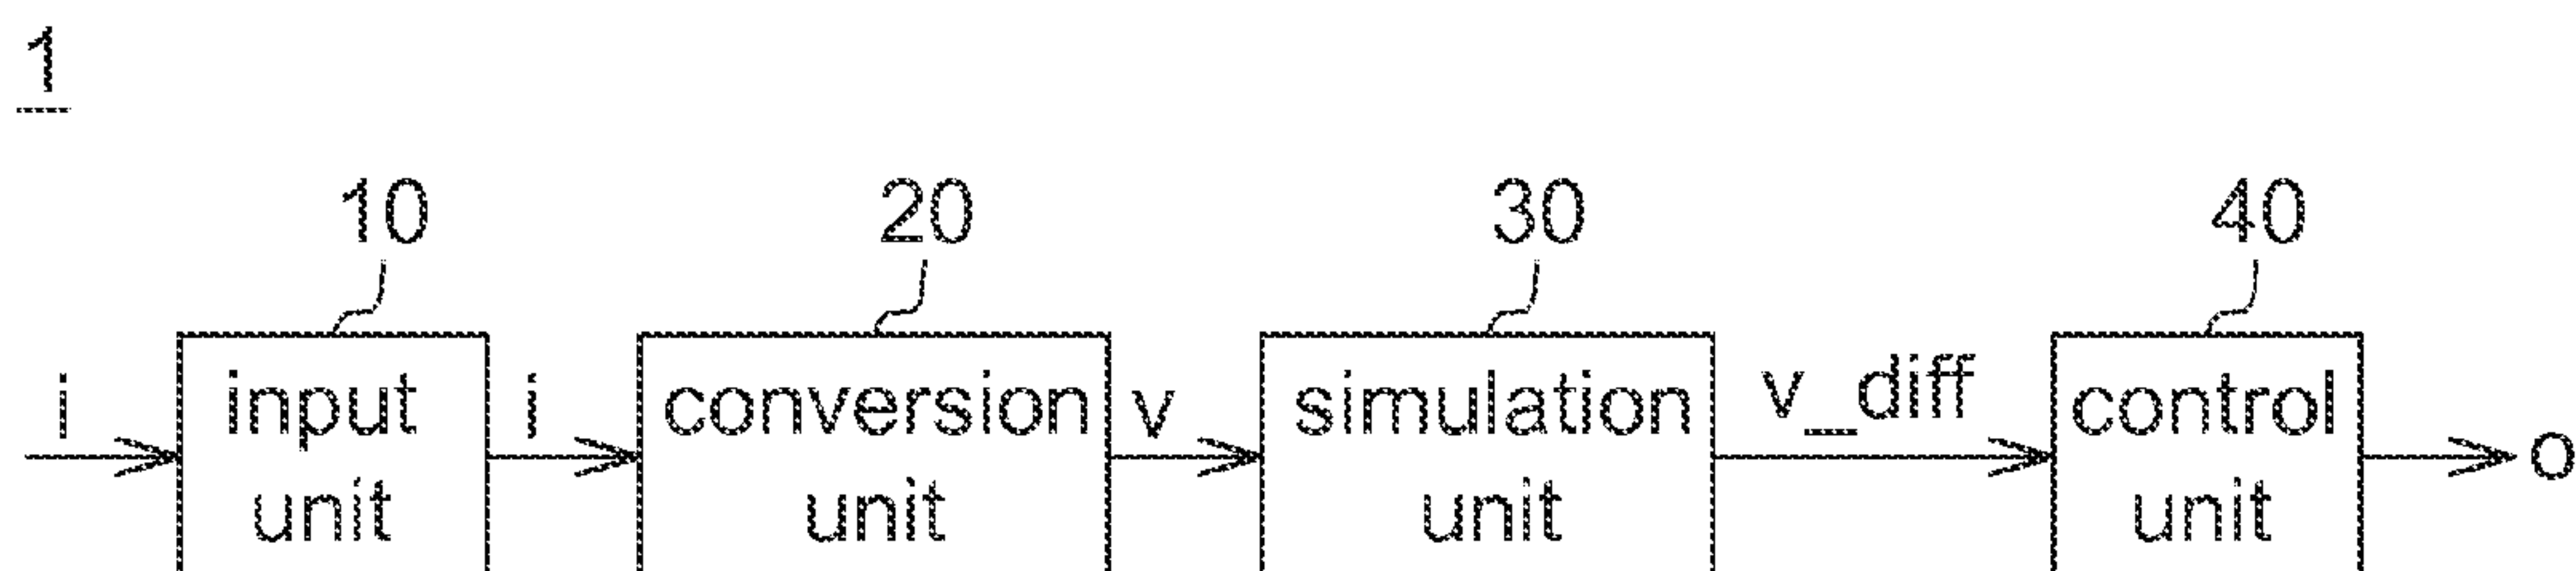 1
10 20 30 40
i input unit i conversion unit v simulation unit v_diff control unit o